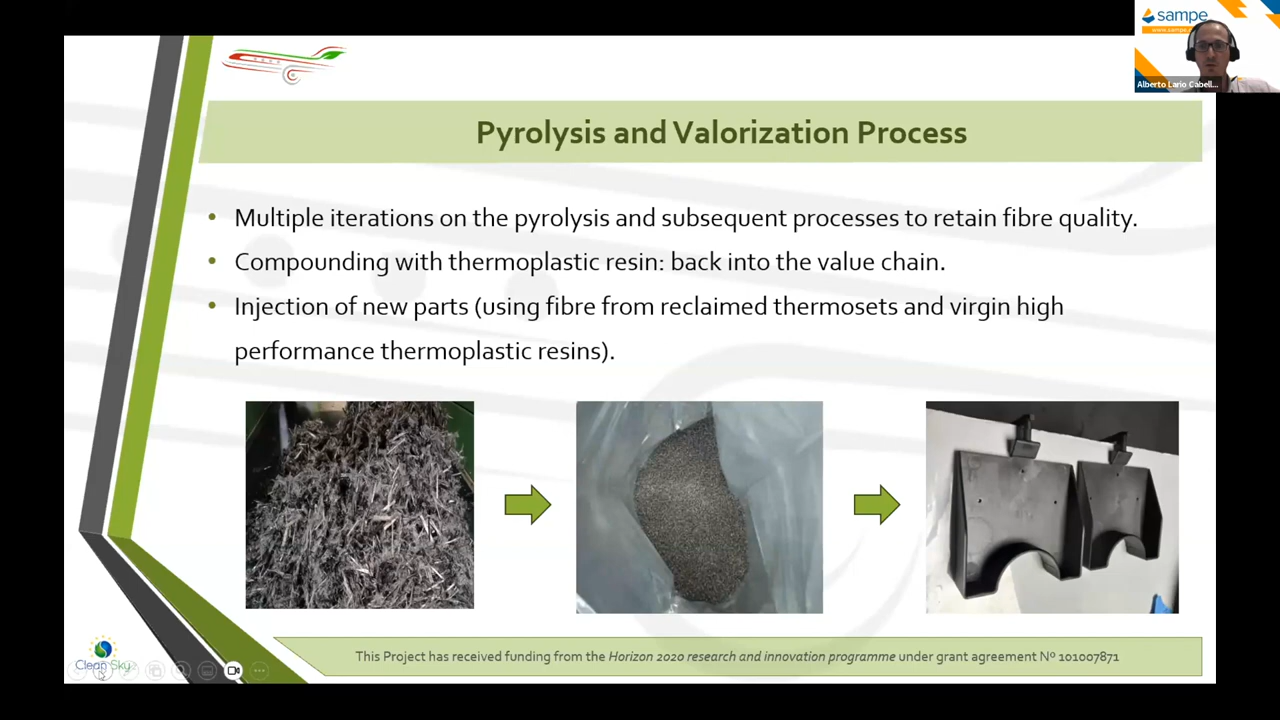 sampe
www.sampe
Alberto Lario Cabell...
Pyrolysis and Valorization Process
• Multiple iterations on the pyrolysis and subsequent processes to retain fibre quality.
• Compounding with thermoplastic resin: back into the value chain.
• Injection of new parts (using fibre from reclaimed thermosets and virgin high
performance thermoplastic resins).
Clean Sky
This Project has received funding from the Horizon 2020 research and innovation programme under grant agreement Nº 101007871